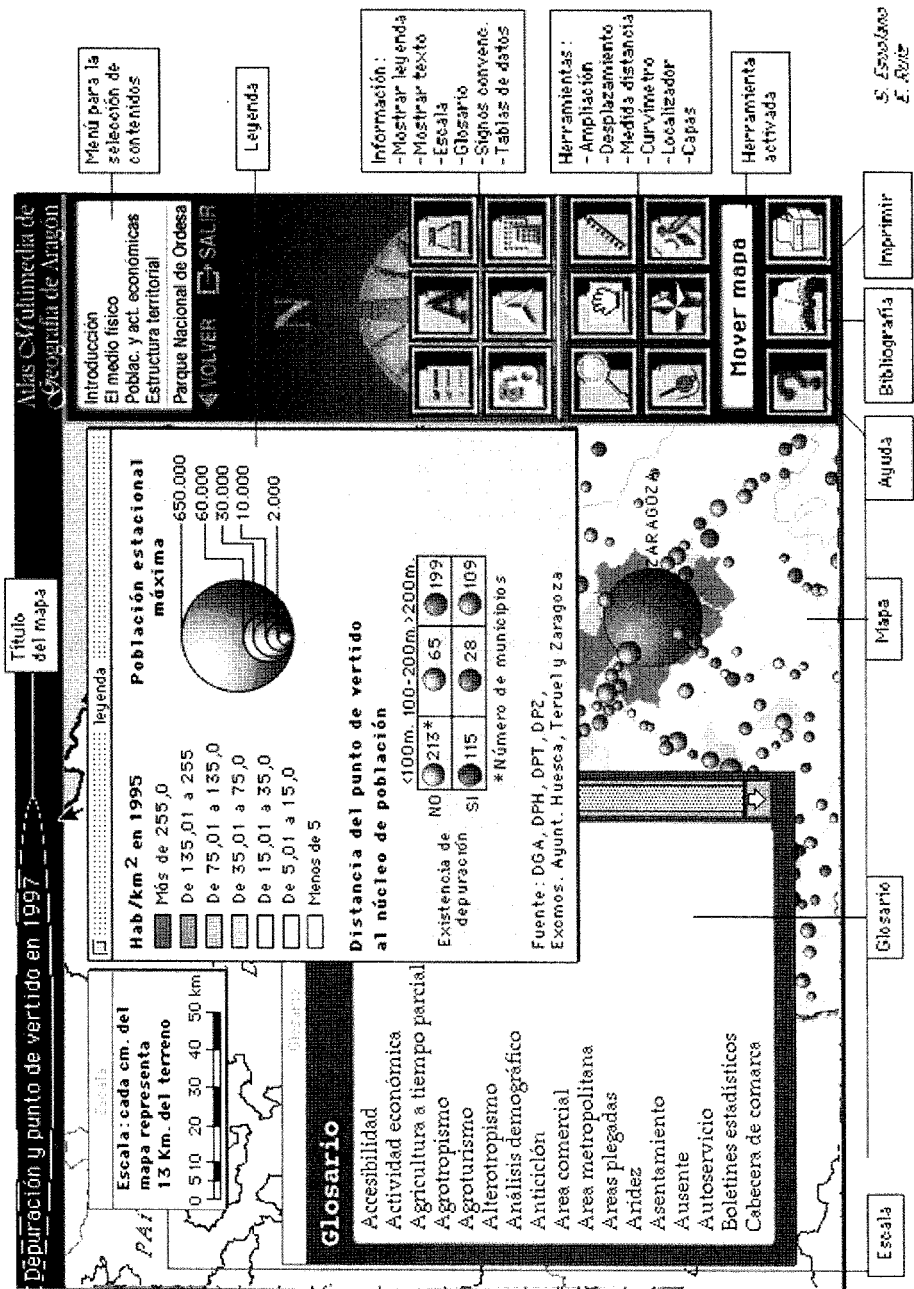 Título
del mapa
Depuración y punto de vertido en 1997
Atlas Multimedia de
Geografía de Aragón
Menú para la
selección de
contenidos
Introducción
El medio físico
Poblac. y act. económicas
Estructura territorial
Parque Nacional de Ordesa
VOLVER
SALIR
N
Leyenda
leyenda
Hab/km2 en 1995
Más de 255,0
De 135,01 a 255
De 75,01 a 135,0
De 35,01 a 75,0
De 15,01 a 35,0
De 5,01 a 15,0
Menos de 5
Población estacional
máxima
650.000
60.000
30.000
10.000
2.000
Distancia del punto de vertido
al núcleo de población
<100m. 100-200m. >200m.
Existencia de
depuración
NO 213* 65 199
SI 115 28 109
*Número de municipios
Fuente: DGA, DPH, DPT, DPZ,
Excmos. Ayunt. Huesca, Teruel y Zaragoza
Escala
Escala: cada cm. del
mapa representa
13 Km. del terreno
0 5 10 20 30 40 50 km
PAI
Glosario
Glosario
Accesibilidad
Actividad económica
Agricultura a tiempo parcial
Agrotropismo
Agroturismo
Alterotropismo
Análisis demográfico
Anticiclón
Area comercial
Area metropolitana
Areas plegadas
Aridez
Asentamiento
Ausente
Autoservicio
Boletines estadísticos
Cabecera de comarca
ZARAGOZA
Información:
-Mostrar leyenda
-Mostrar texto
-Escala
-Glosario
-Signos convenc.
-Tablas de datos
A
Herramientas:
-Ampliación
-Desplazamiento
-Medida distancia
-Curvímetro
-Localizador
-Capas
Mover mapa
Herramienta
activada
Escala
Glosario
Mapa
Ayuda
Bibliografía
Imprimir
S. Escolano
E. Ruiz